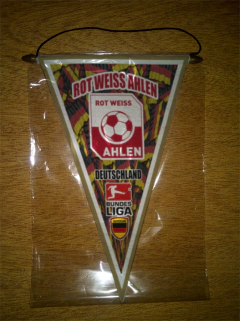 ROT WEISS AHLEN
ROT WEISS
AHLEN
DEUTSCHLAND
BUNDES
LIGA